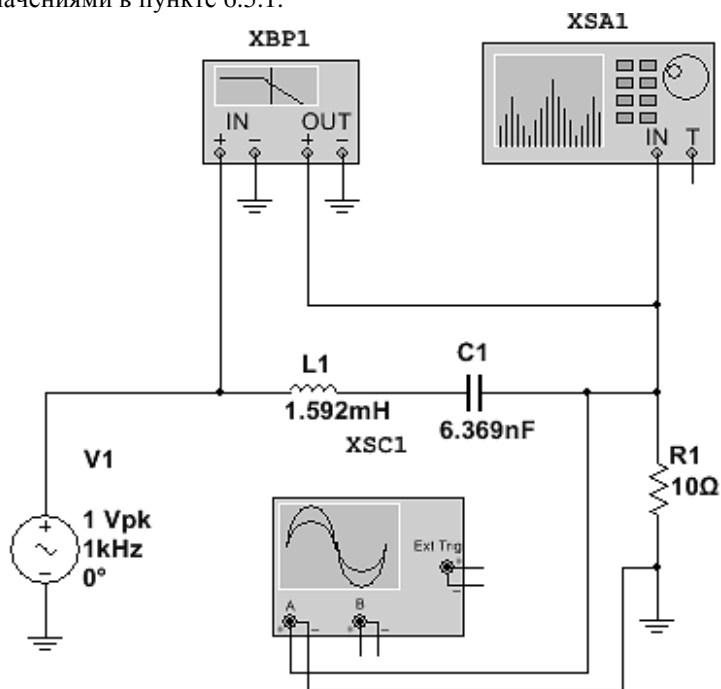 начениями в пункте 6.3.1.
XBP1
XSA1
IN OUT
+ − + −
IN T
L1
1.592mH
C1
6.369nF
XSC1
V1
1 Vpk
1kHz
0°
+
−
R1
10Ω
Ext Trig
+
−
A B
+ − + −